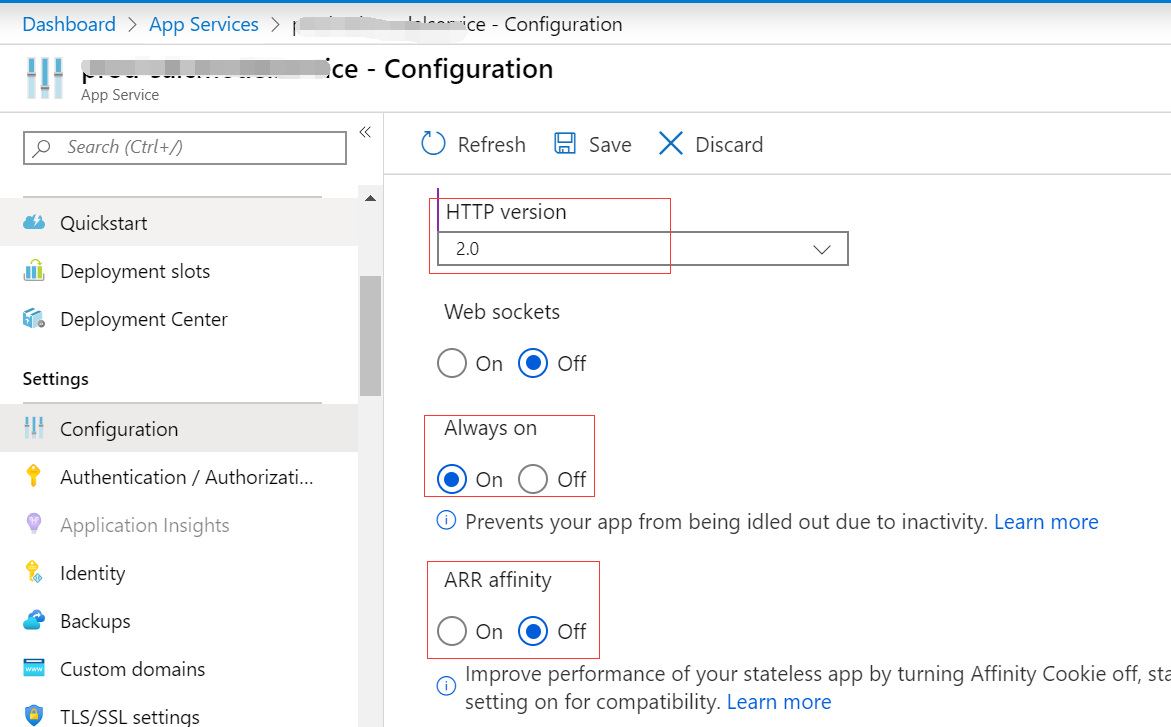 Dashboard > App Services > ce - Configuration
ice - Configuration
App Service
Search (Ctrl+/)
«
Quickstart
Deployment slots
Deployment Center
Settings
Configuration
Authentication / Authorizati...
Application Insights
Identity
Backups
Custom domains
TLS/SSL settings
Refresh Save Discard
HTTP version
2.0
Web sockets
On Off
Always on
On Off
Prevents your app from being idled out due to inactivity. Learn more
ARR affinity
On Off
Improve performance of your stateless app by turning Affinity Cookie off, sta
setting on for compatibility. Learn more